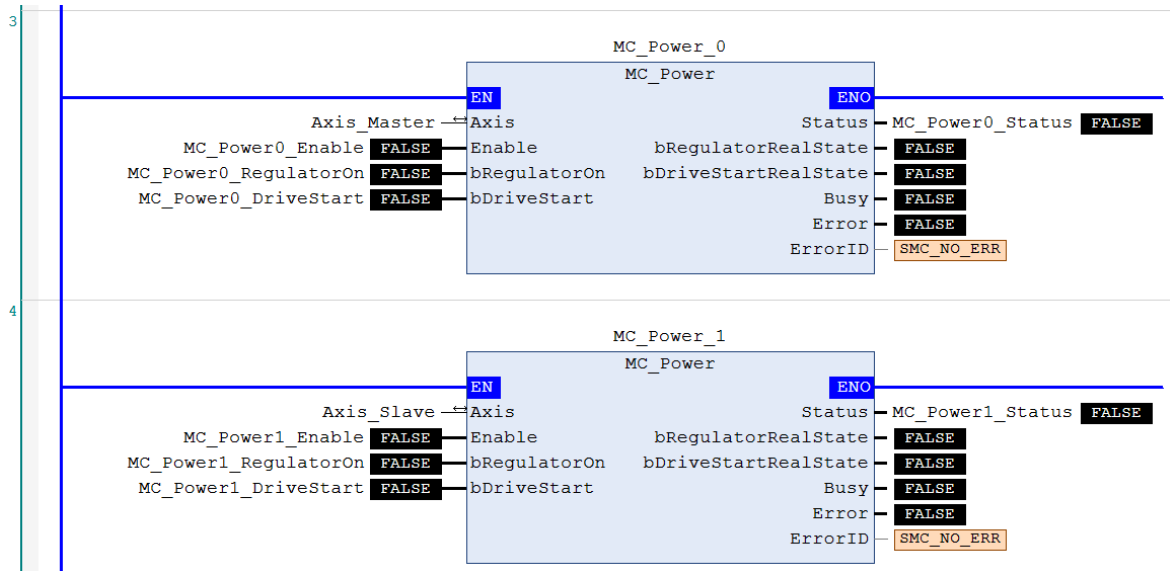 3
MC_Power_0
MC_Power
EN ENO
Axis_Master Axis Status MC_Power0_Status FALSE
MC_Power0_Enable FALSE Enable bRegulatorRealState FALSE
MC_Power0_RegulatorOn FALSE bRegulatorOn bDriveStartRealState FALSE
MC_Power0_DriveStart FALSE bDriveStart Busy FALSE
Error FALSE
ErrorID SMC_NO_ERR
4
MC_Power_1
MC_Power
EN ENO
Axis_Slave Axis Status MC_Power1_Status FALSE
MC_Power1_Enable FALSE Enable bRegulatorRealState FALSE
MC_Power1_RegulatorOn FALSE bRegulatorOn bDriveStartRealState FALSE
MC_Power1_DriveStart FALSE bDriveStart Busy FALSE
Error FALSE
ErrorID SMC_NO_ERR